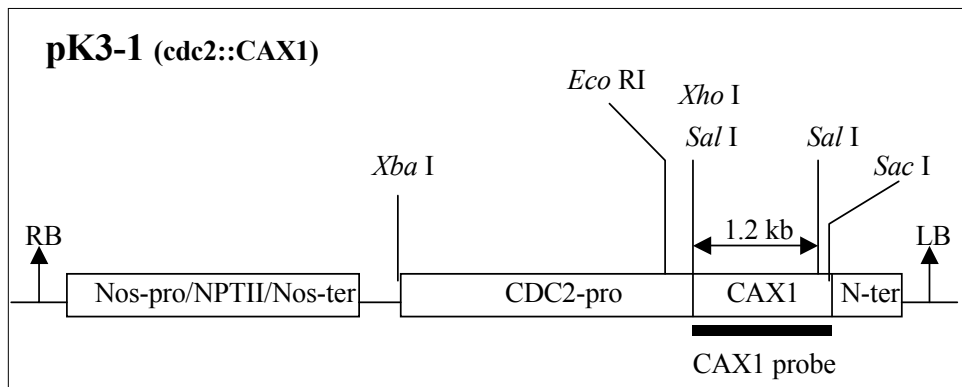 pK3-1 (cdc2::CAX1)
Eco RI
Xho I
Sal I
Sal I
Xba I
Sac I
RB
1.2 kb
LB
Nos-pro/NPTII/Nos-ter
CDC2-pro
CAX1
N-ter
CAX1 probe